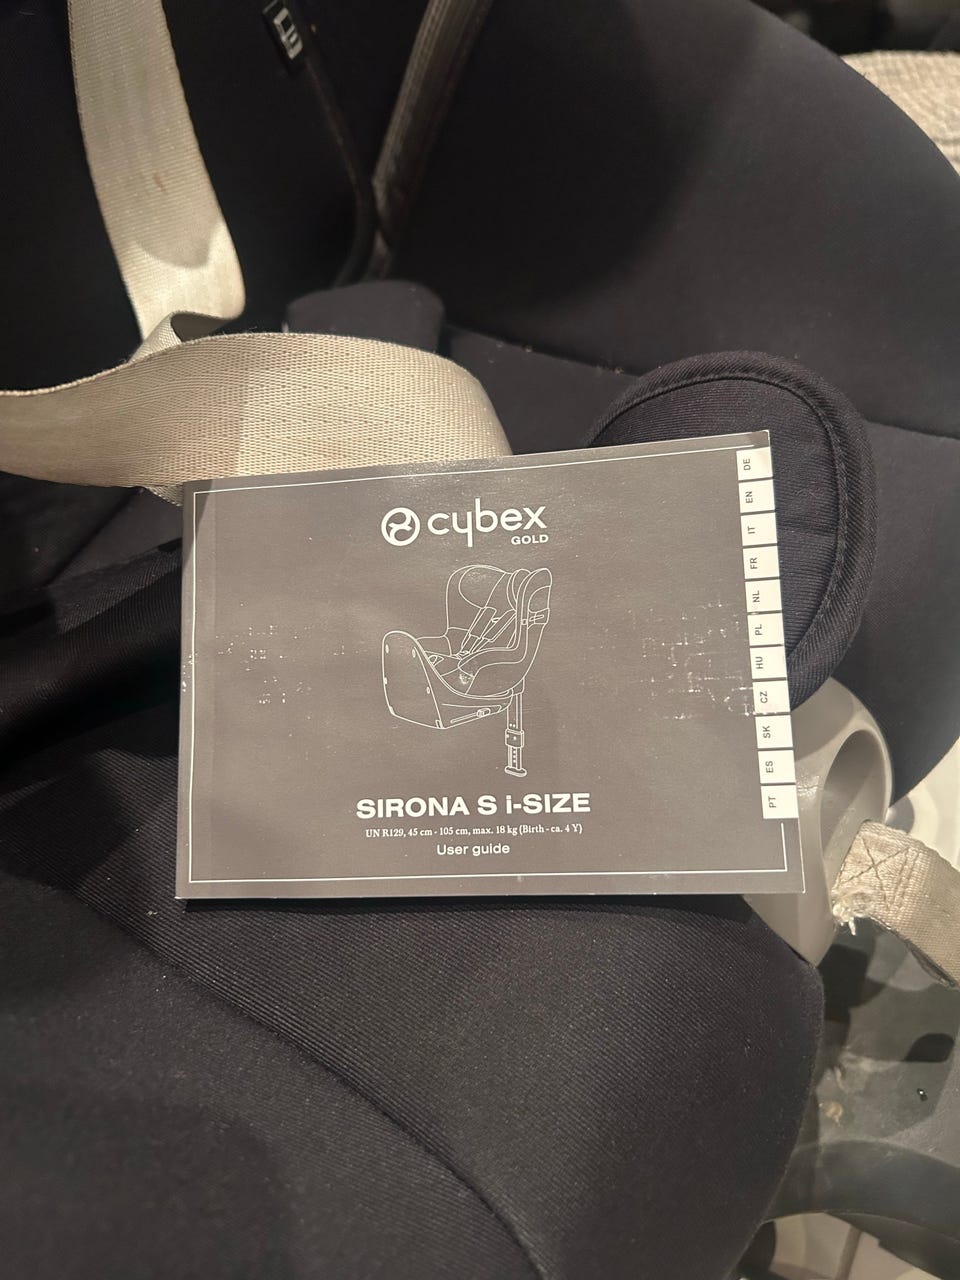 cybex
GOLD
SIRONA S i-SIZE
UN R129, 45 cm - 105 cm, max. 18 kg (Birth - ca. 4 Y)
User guide
DE
EN
IT
FR
NL
PL
HU
CZ
SK
ES
PT